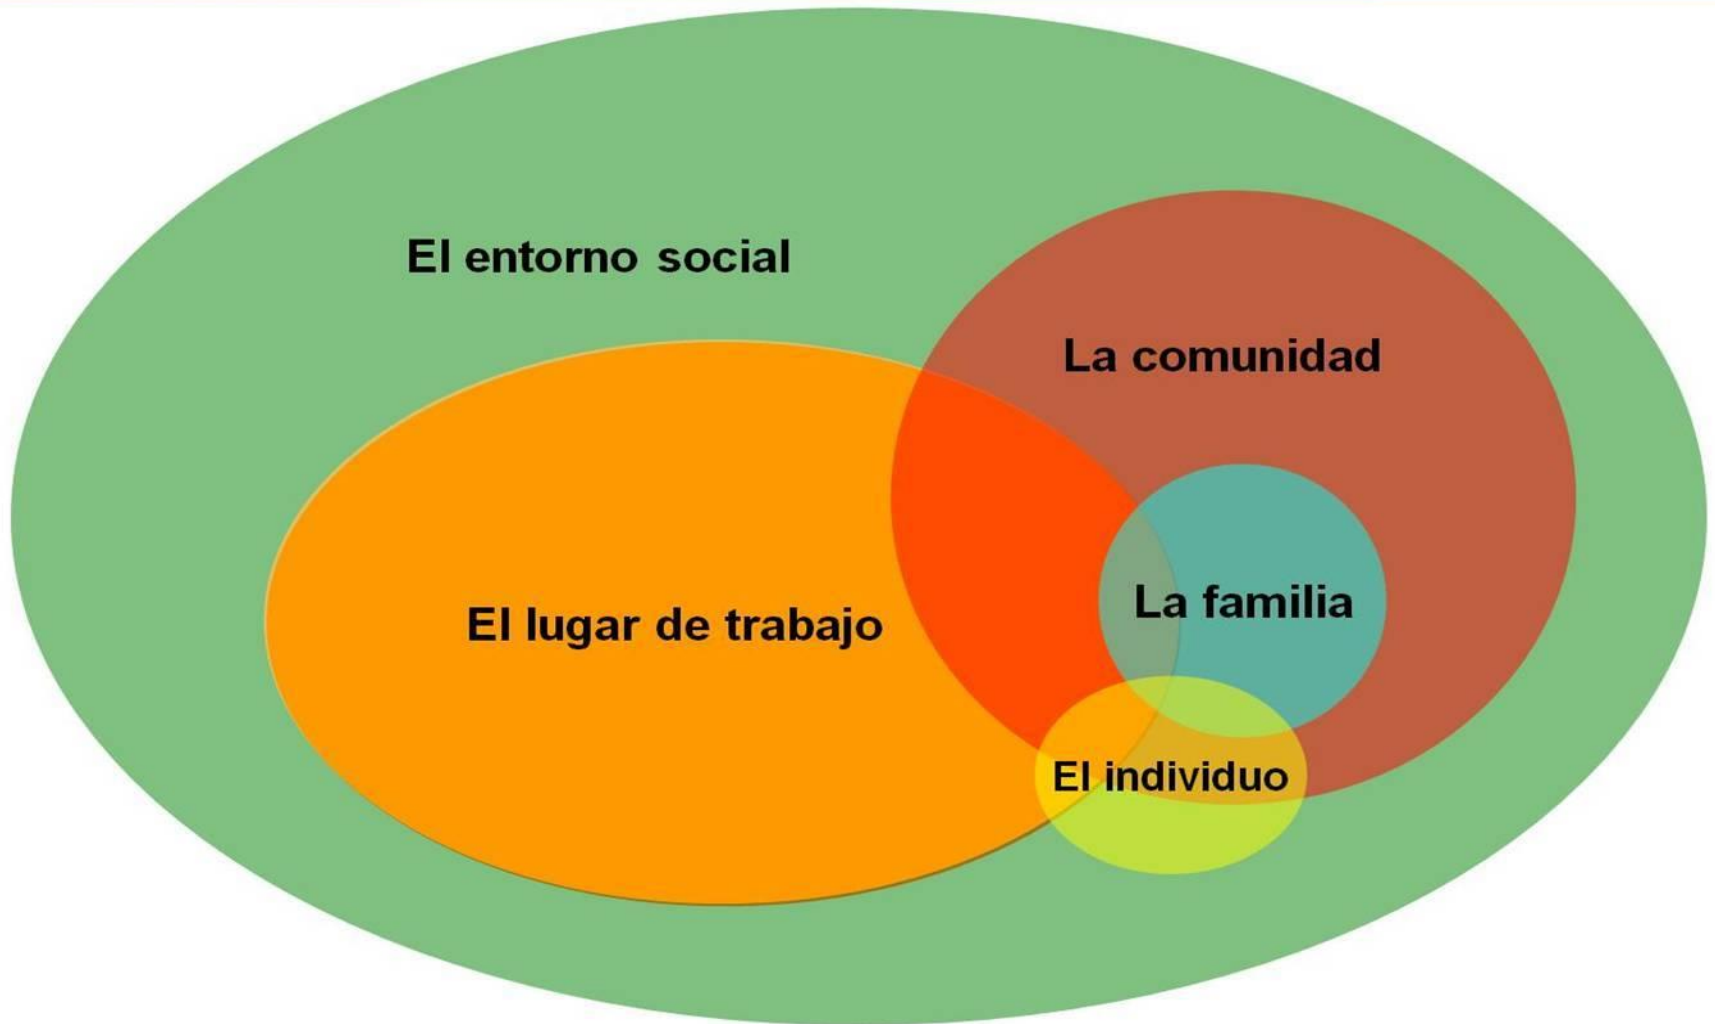 El entorno social
La comunidad
La familia
El lugar de trabajo
El individuo